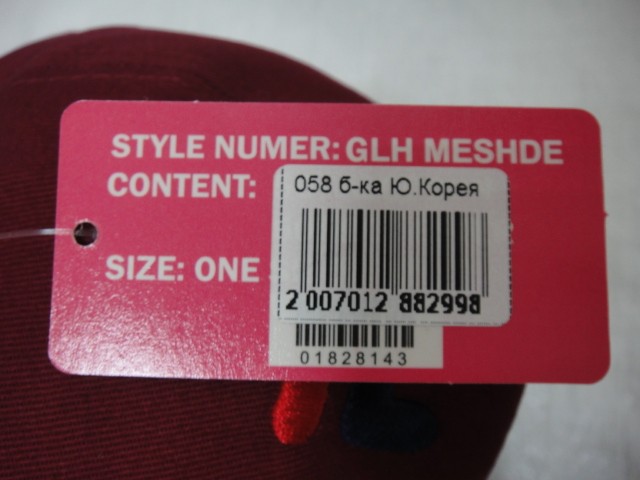 STYLE NUMER: GLH MESHDE
CONTENT:
058 б-ка Ю.Корея
SIZE: ONE
2 007012 882998
01828143